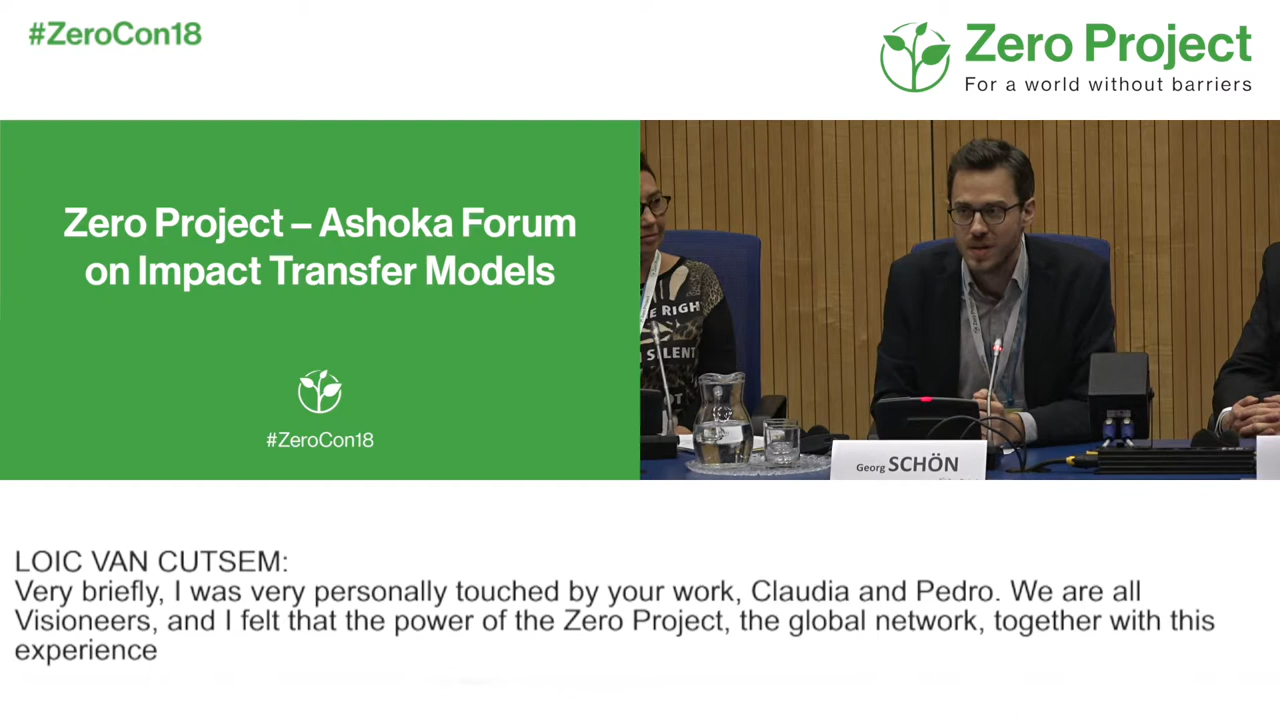 #ZeroCon18
Zero Project
For a world without barriers
Zero Project – Ashoka Forum
on Impact Transfer Models
#ZeroCon18
RIGH
SILENT
Georg SCHÖN
LOIC VAN CUTSEM:
Very briefly, I was very personally touched by your work, Claudia and Pedro. We are all
Visioneers, and I felt that the power of the Zero Project, the global network, together with this
experience